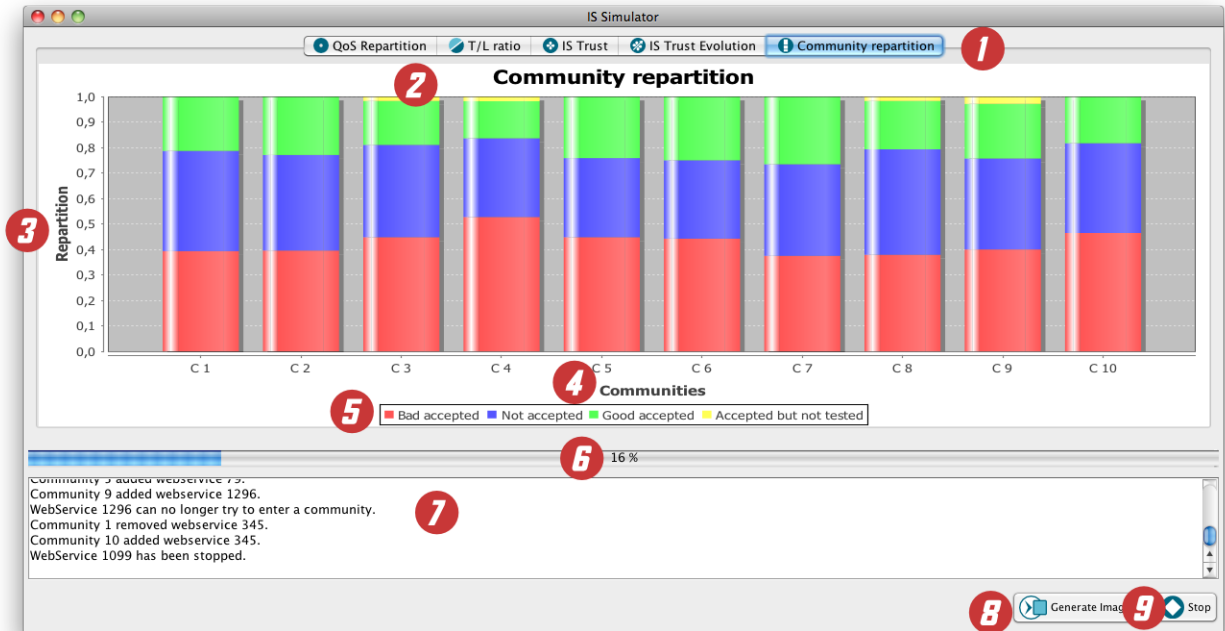 IS Simulator
QoS Repartition T/L ratio IS Trust IS Trust Evolution Community repartition 1
Community repartition
2
1,0
0,9
0,8
0,7
0,6
0,5
0,4
0,3
0,2
0,1
0,0
3
Repartition
C 1 C 2 C 3 C 4 C 5 C 6 C 7 C 8 C 9 C 10
4 Communities
5 Bad accepted Not accepted Good accepted Accepted but not tested
6 16 %
Community 9 added webservice 1296.
WebService 1296 can no longer try to enter a community.
7
Community 1 removed webservice 345.
Community 10 added webservice 345.
WebService 1099 has been stopped.
8 Generate 9 Stop